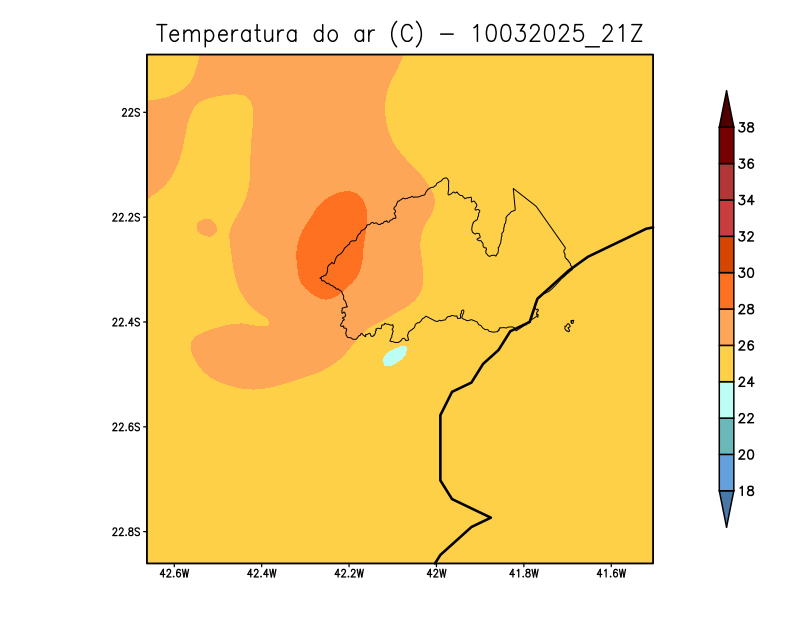 Temperatura do ar (C) - 10032025_21Z
22S
22.2S
22.4S
22.6S
22.8S
42.6W
42.4W
42.2W
42W
41.8W
41.6W
38
36
34
32
30
28
26
24
22
20
18